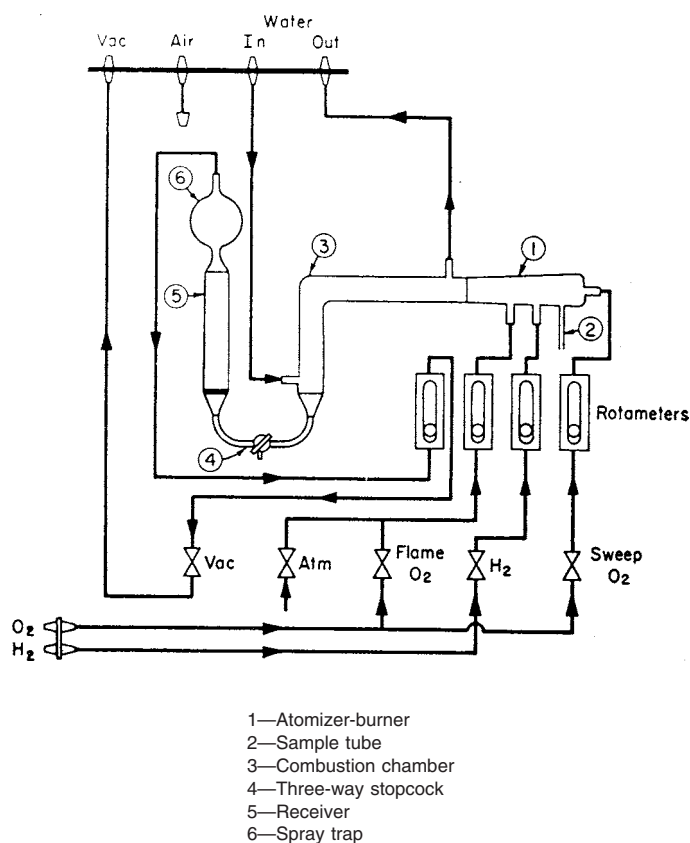 Water
Vac Air In Out
6
3
1
5
2
Rotameters
4
Vac
Atm
Flame
O₂
H₂
Sweep
O₂
O₂
H₂
1—Atomizer-burner
2—Sample tube
3—Combustion chamber
4—Three-way stopcock
5—Receiver
6—Spray trap